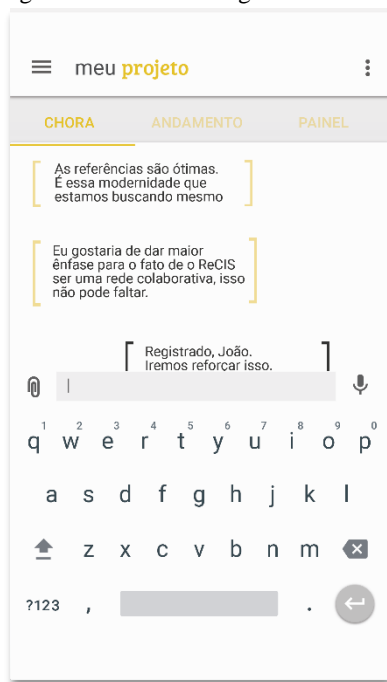 meu projeto
CHORA ANDAMENTO PAINEL
As referências são ótimas.
É essa modernidade que
estamos buscando mesmo
Eu gostaria de dar maior
ênfase para o fato de o ReCIS
ser uma rede colaborativa, isso
não pode faltar.
Registrado, João.
Iremos reforçar isso.
1 2 3 4 5 6 7 8 9 0
q w e r t y u i o p
a s d f g h j k l
z x c v b n m
?123 , .